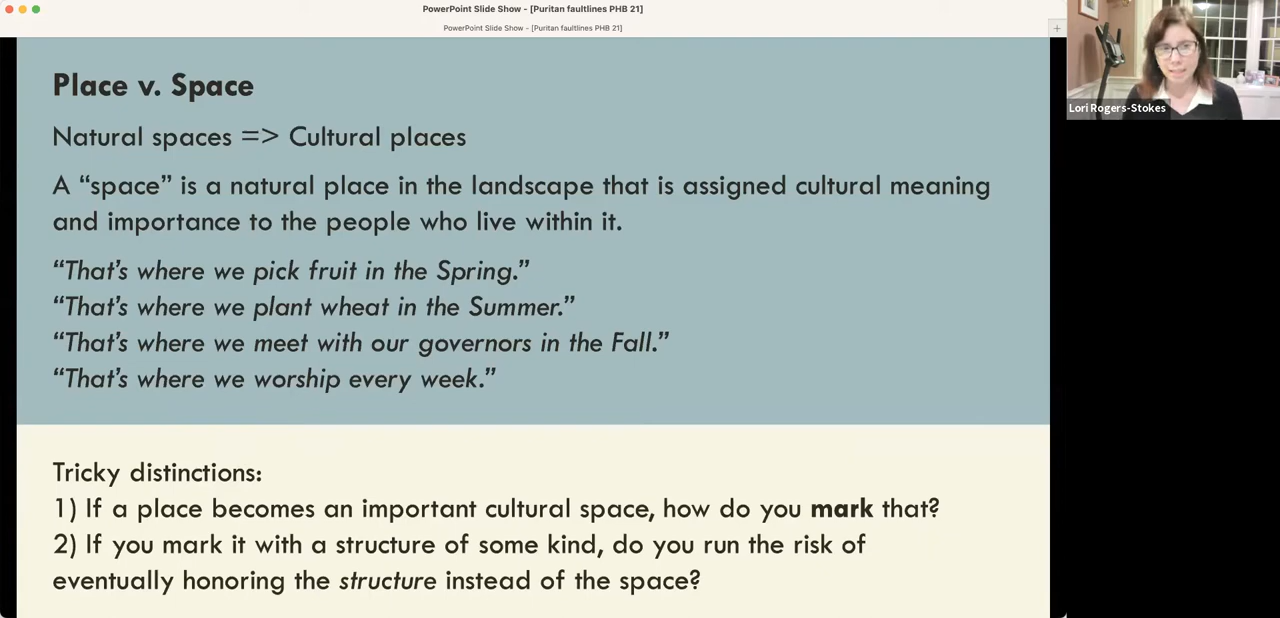 PowerPoint Slide Show - [Puritan faultlines PHB 21]
PowerPoint Slide Show - [Puritan faultlines PHB 21]
Lori Rogers-Stokes
Place v. Space
Natural spaces => Cultural places
A “space” is a natural place in the landscape that is assigned cultural meaning
and importance to the people who live within it.
“That’s where we pick fruit in the Spring.”
“That’s where we plant wheat in the Summer.”
“That’s where we meet with our governors in the Fall.”
“That’s where we worship every week.”
Tricky distinctions:
1) If a place becomes an important cultural space, how do you mark that?
2) If you mark it with a structure of some kind, do you run the risk of
eventually honoring the structure instead of the space?